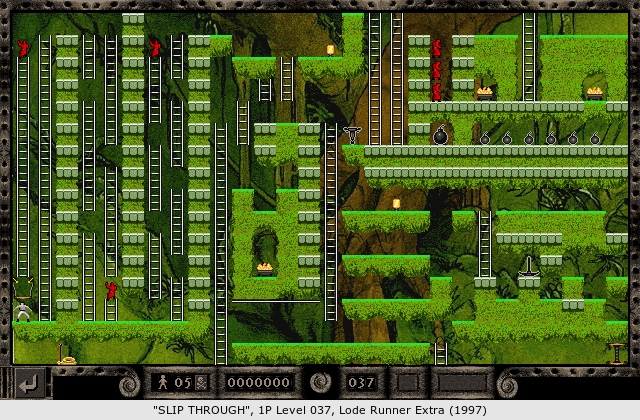 05 0000000 037
"SLIP THROUGH", 1P Level 037, Lode Runner Extra (1997)